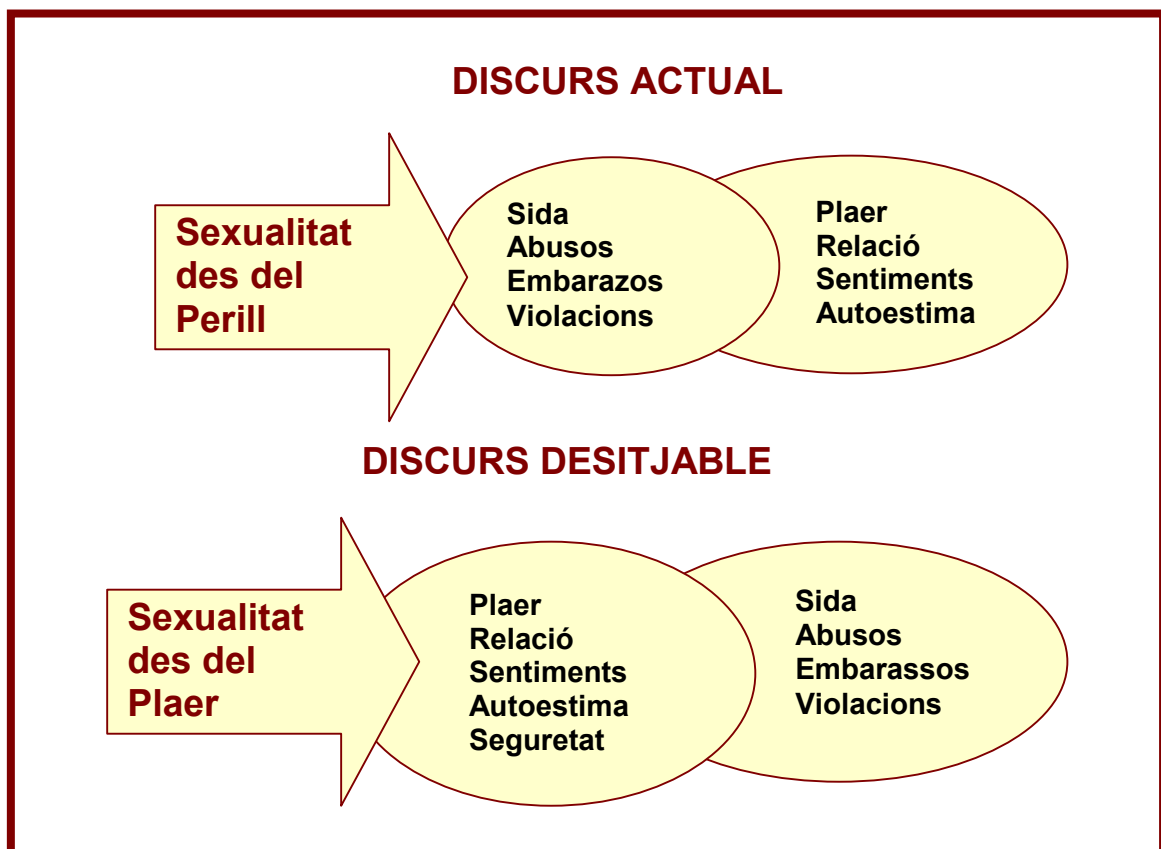 DISCURS ACTUAL
Sexualitat
des del
Perill
Sida
Abusos
Embarazos
Violacions
Plaer
Relació
Sentiments
Autoestima
DISCURS DESITJABLE
Sexualitat
des del
Plaer
Plaer
Relació
Sentiments
Autoestima
Seguretat
Sida
Abusos
Embarassos
Violacions